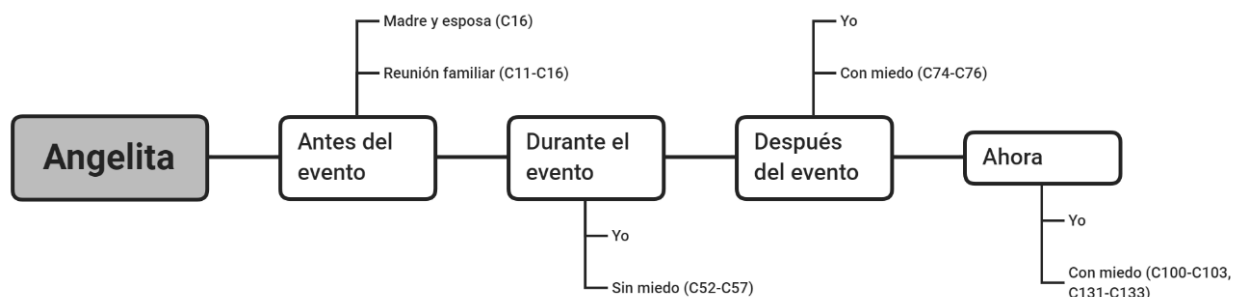 Angelita
Antes del
evento
Madre y esposa (C16)
Reunión familiar (C11-C16)
Durante el
evento
Yo
Sin miedo (C52-C57)
Después
del evento
Yo
Con miedo (C74-C76)
Ahora
Yo
Con miedo (C100-C103,
C131-C133)